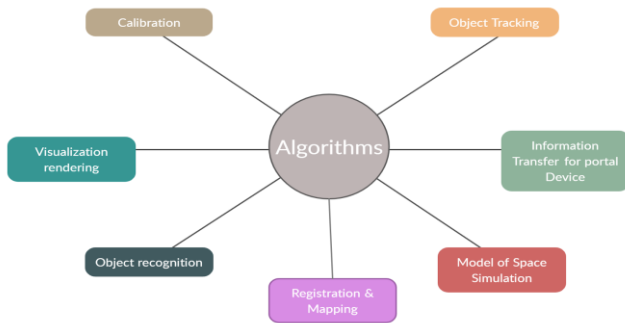 Calibration
Object Tracking
Algorithms
Visualization
rendering
Information
Transfer for portal
Device
Object recognition
Model of Space
Simulation
Registration &
Mapping